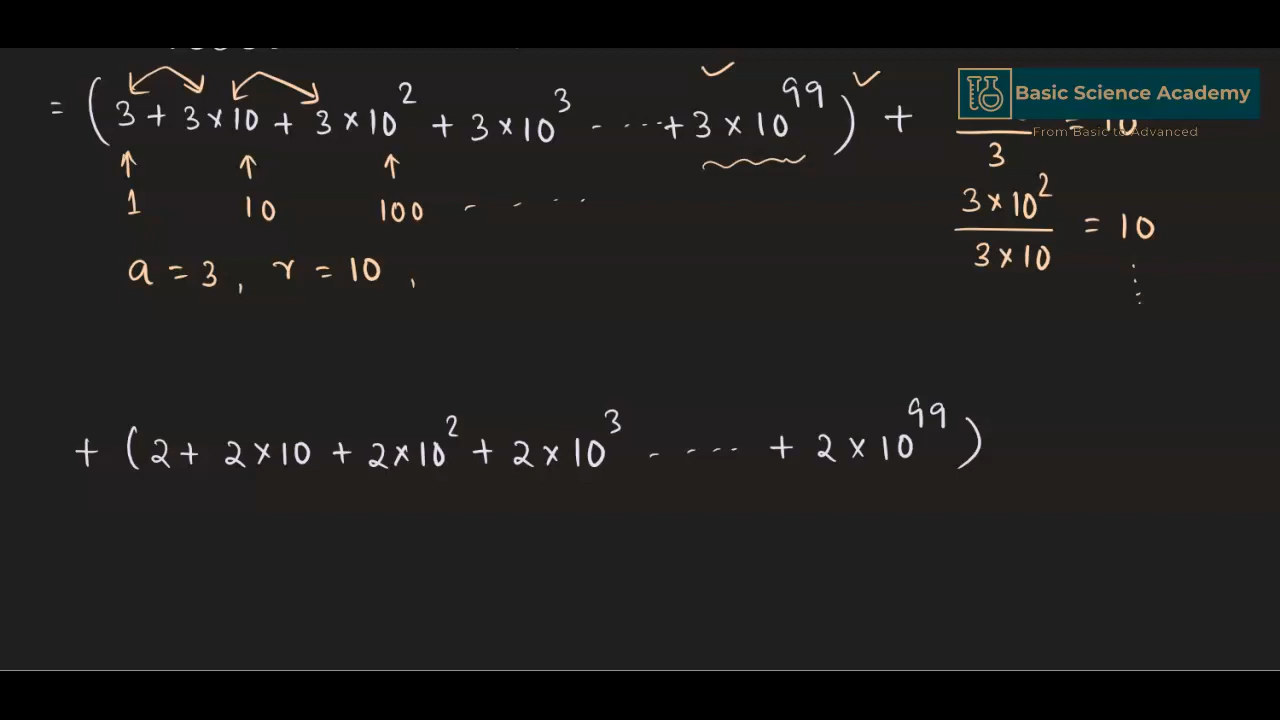 = (3 + 3 × 10 + 3 × 10² + 3 × 10³ - ---- + 3 × 10⁹⁹) +
Basic Science Academy
From Basic to Advanced
= 10
3
↑ ↑ ↑
1 10 100 - - --
3 × 10² / 3 × 10 = 10
a = 3, r = 10,
+ (2 + 2 × 10 + 2 × 10² + 2 × 10³ - ---- + 2 × 10⁹⁹)